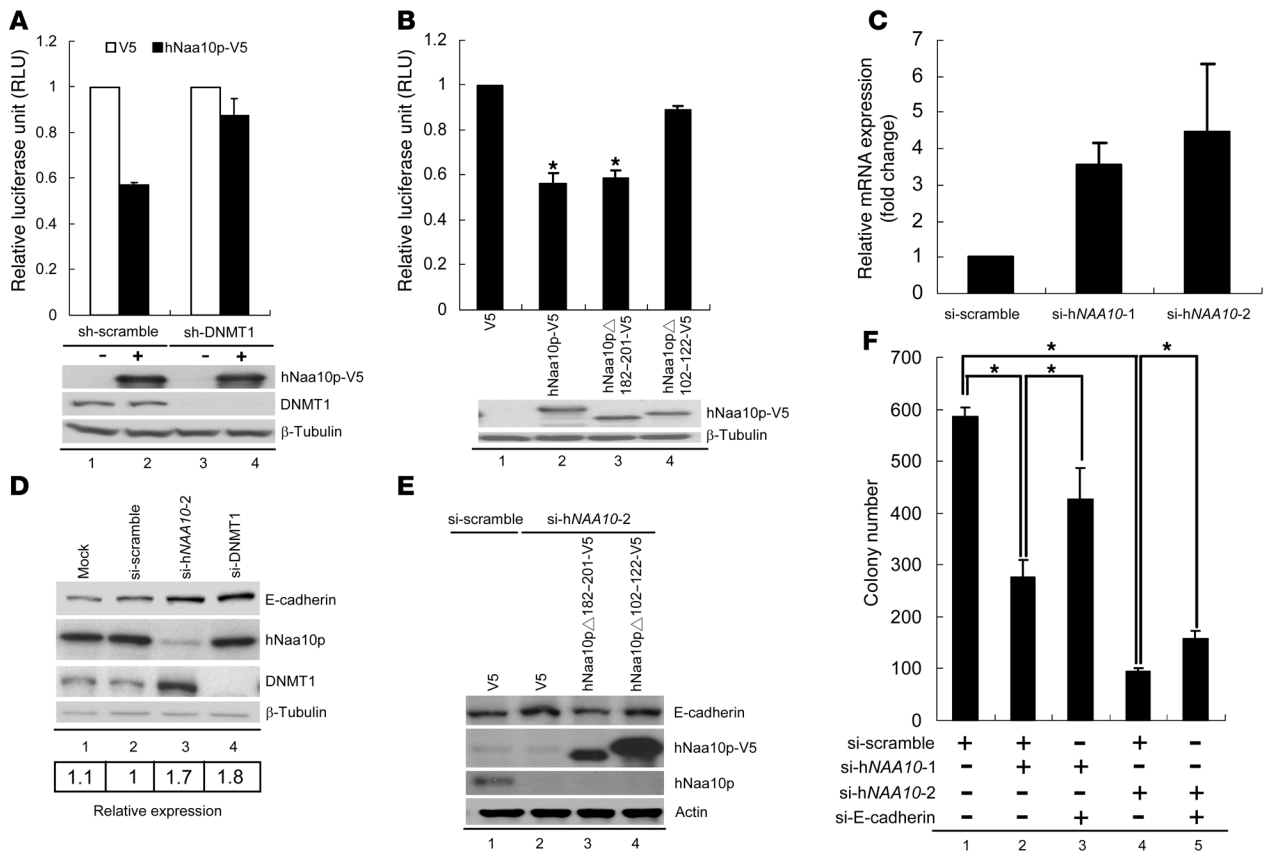 A
Relative luciferase unit (RLU)
1.2
1
0.8
0.6
0.4
0.2
0
V5 hNaa10p-V5
sh-scramble sh-DNMT1
- + - +
hNaa10p-V5
DNMT1
β-Tubulin
1 2 3 4
B
Relative luciferase unit (RLU)
1.2
1
0.8
0.6
0.4
0.2
0
* *
V5
hNaa10p-V5
hNaa10p△
182–201-V5
hNaa1op△
102–122-V5
hNaa10p-V5
β-Tubulin
1 2 3 4
C
Relative mRNA expression
(fold change)
7
6
5
4
3
2
1
0
si-scramble si-hNAA10-1 si-hNAA10-2
D
Mock
si-scramble
si-hNAA10-2
si-DNMT1
E-cadherin
hNaa10p
DNMT1
β-Tubulin
1 2 3 4
1.1 1 1.7 1.8
Relative expression
E
si-scramble si-hNAA10-2
V5
V5
hNaa10p△182–201-V5
hNaa10p△102–122-V5
E-cadherin
hNaa10p-V5
hNaa10p
Actin
1 2 3 4
F
Colony number
700
600
500
400
300
200
100
0
* *
* *
si-scramble + + - + -
si-hNAA10-1 - + + - -
si-hNAA10-2 - - - + +
si-E-cadherin - - + - +
1 2 3 4 5